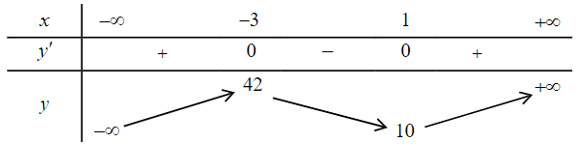 x −∞ −3 1 +∞
y′ + 0 − 0 +
42 +∞
y
−∞ 10